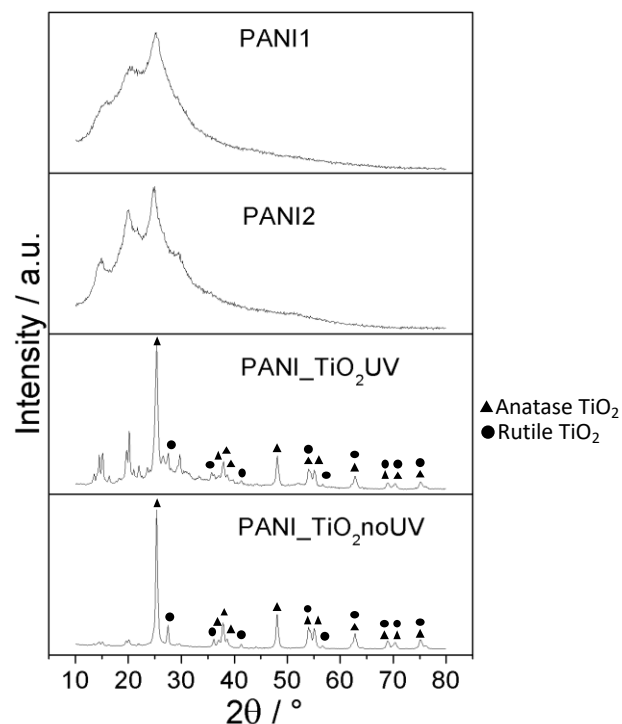 PANI1
PANI2
PANI_TiO₂UV
PANI_TiO₂noUV
Intensity / a.u.
▲Anatase TiO₂
●Rutile TiO₂
10 20 30 40 50 60 70 80
2θ / °